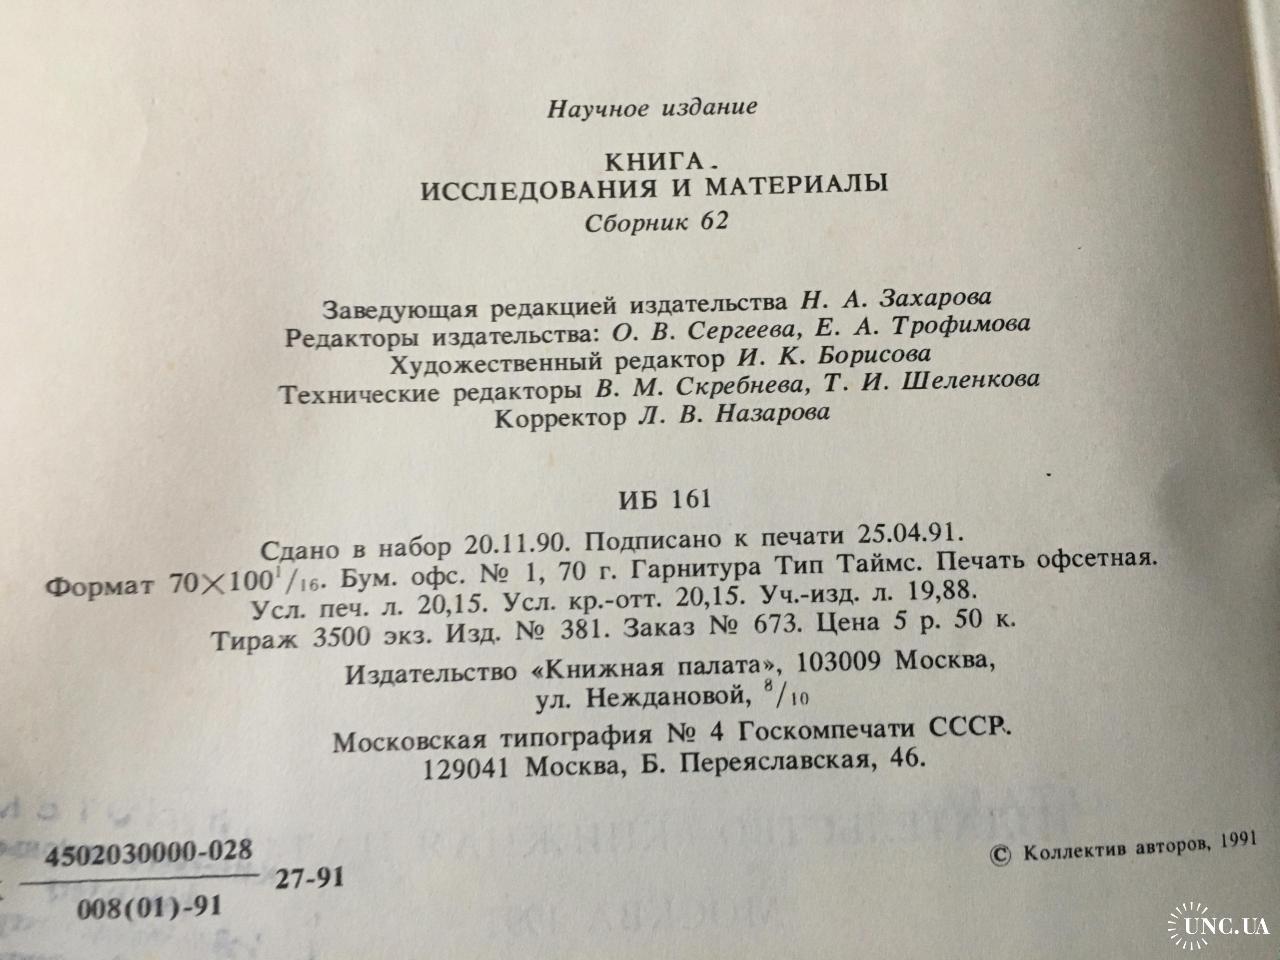 Научное издание
КНИГА.
ИССЛЕДОВАНИЯ И МАТЕРИАЛЫ
Сборник 62
Заведующая редакцией издательства Н. А. Захарова
Редакторы издательства: О. В. Сергеева, Е. А. Трофимова
Художественный редактор И. К. Борисова
Технические редакторы В. М. Скребнева, Т. И. Шеленкова
Корректор Л. В. Назарова
ИБ 161
Сдано в набор 20.11.90. Подписано к печати 25.04.91.
Формат 70×100 1/16. Бум. офс. № 1, 70 г. Гарнитура Тип Таймс. Печать офсетная.
Усл. печ. л. 20,15. Усл. кр.-отт. 20,15. Уч.-изд. л. 19,88.
Тираж 3500 экз. Изд. № 381. Заказ № 673. Цена 5 р. 50 к.
Издательство «Книжная палата», 103009 Москва,
ул. Неждановой, 8/10
Московская типография № 4 Госкомпечати СССР.
129041 Москва, Б. Переяславская, 46.
4502030000-028
27-91
008(01)-91
© Коллектив авторов, 1991
UNC.UA